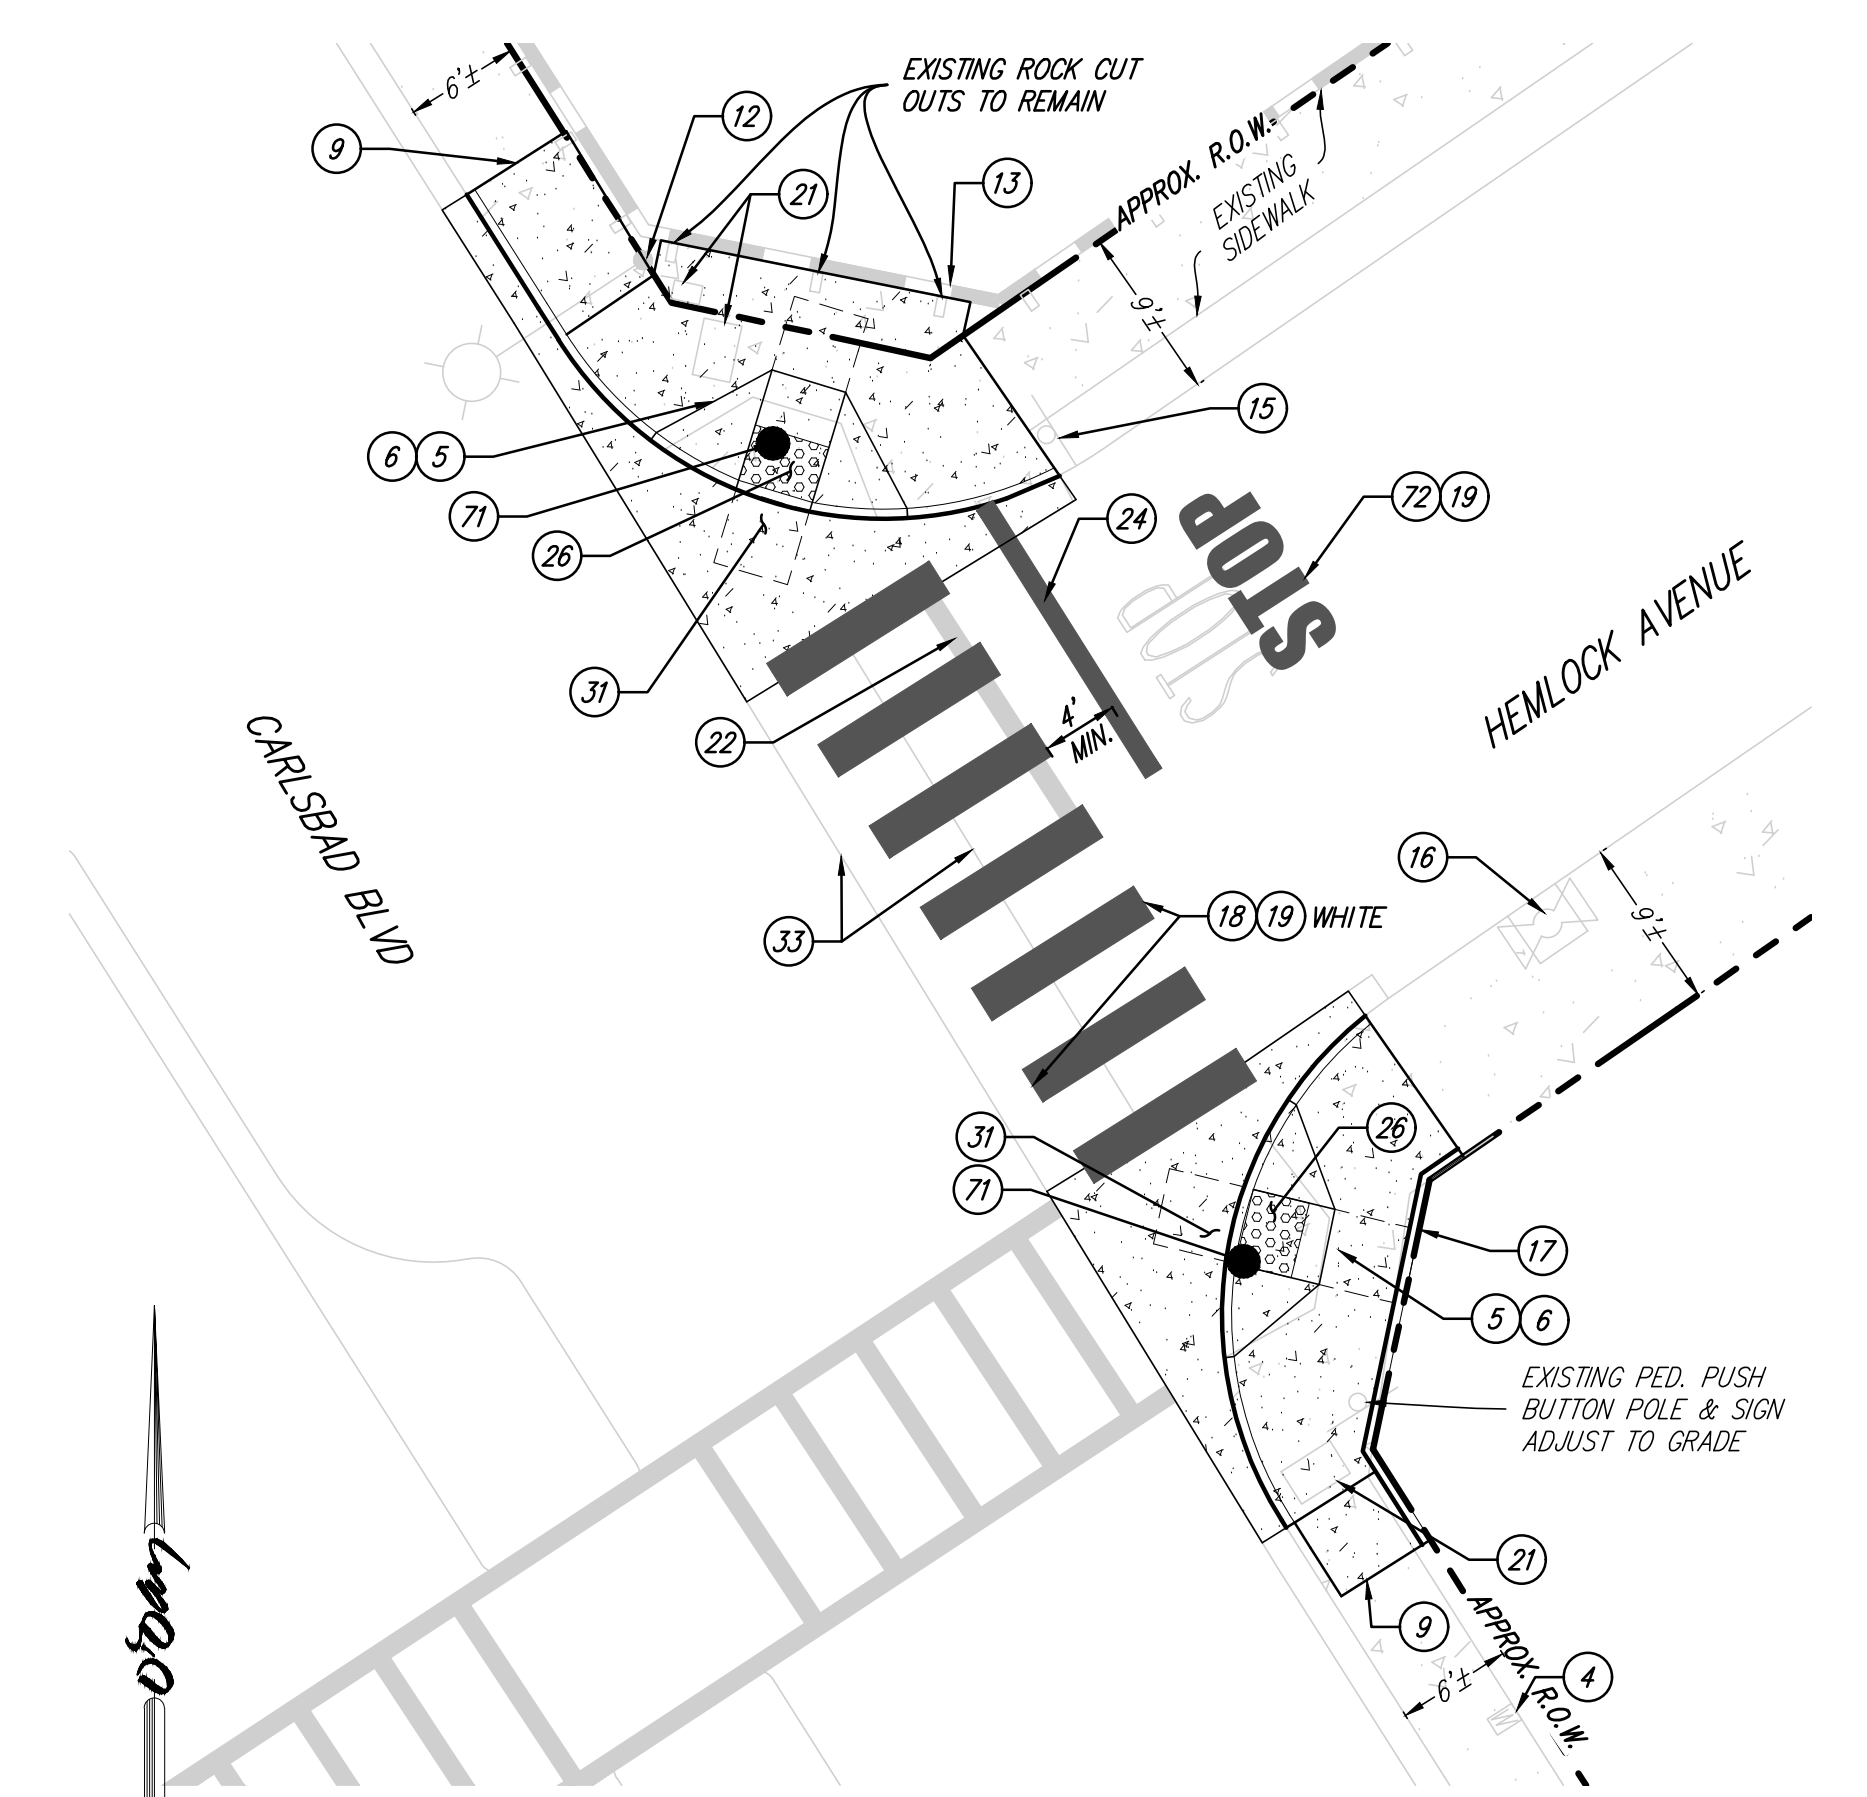 EXISTING ROCK CUT
OUTS TO REMAIN
6'±
9
12
21
13
APPROX. R.O.W.
EXISTING
SIDEWALK
9'±
15
6 5
71
26
31
22
24
72 19
STOP
STOP
HEMLOCK AVENUE
4'
MIN.
CARLSBAD BLVD
33
18 19 WHITE
16
9'±
31
71
26
17
5 6
EXISTING PED. PUSH
BUTTON POLE & SIGN
ADJUST TO GRADE
21
9
APPROX. R.O.W.
6'±
4
W